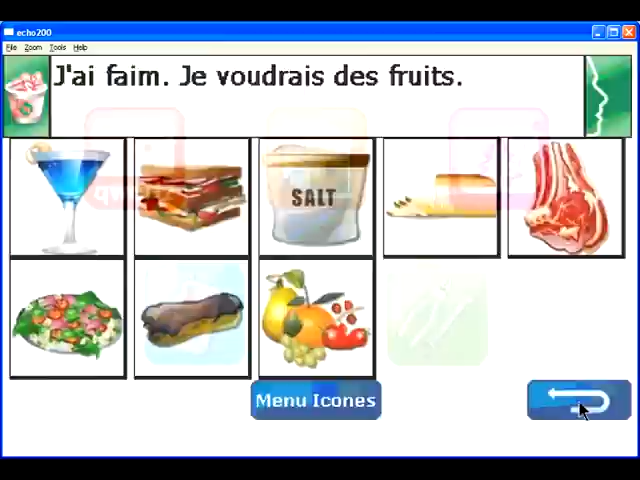 echo200
File Zoom Tools Help
J'ai faim. Je voudrais des fruits.
SALT
Menu Icones